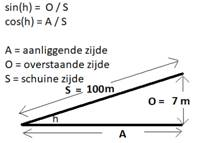 sin(h) = O / S
cos(h) = A / S
A = aanliggende zijde
O = overstaande zijde
S = schuine zijde
S = 100m
O = 7 m
h
A